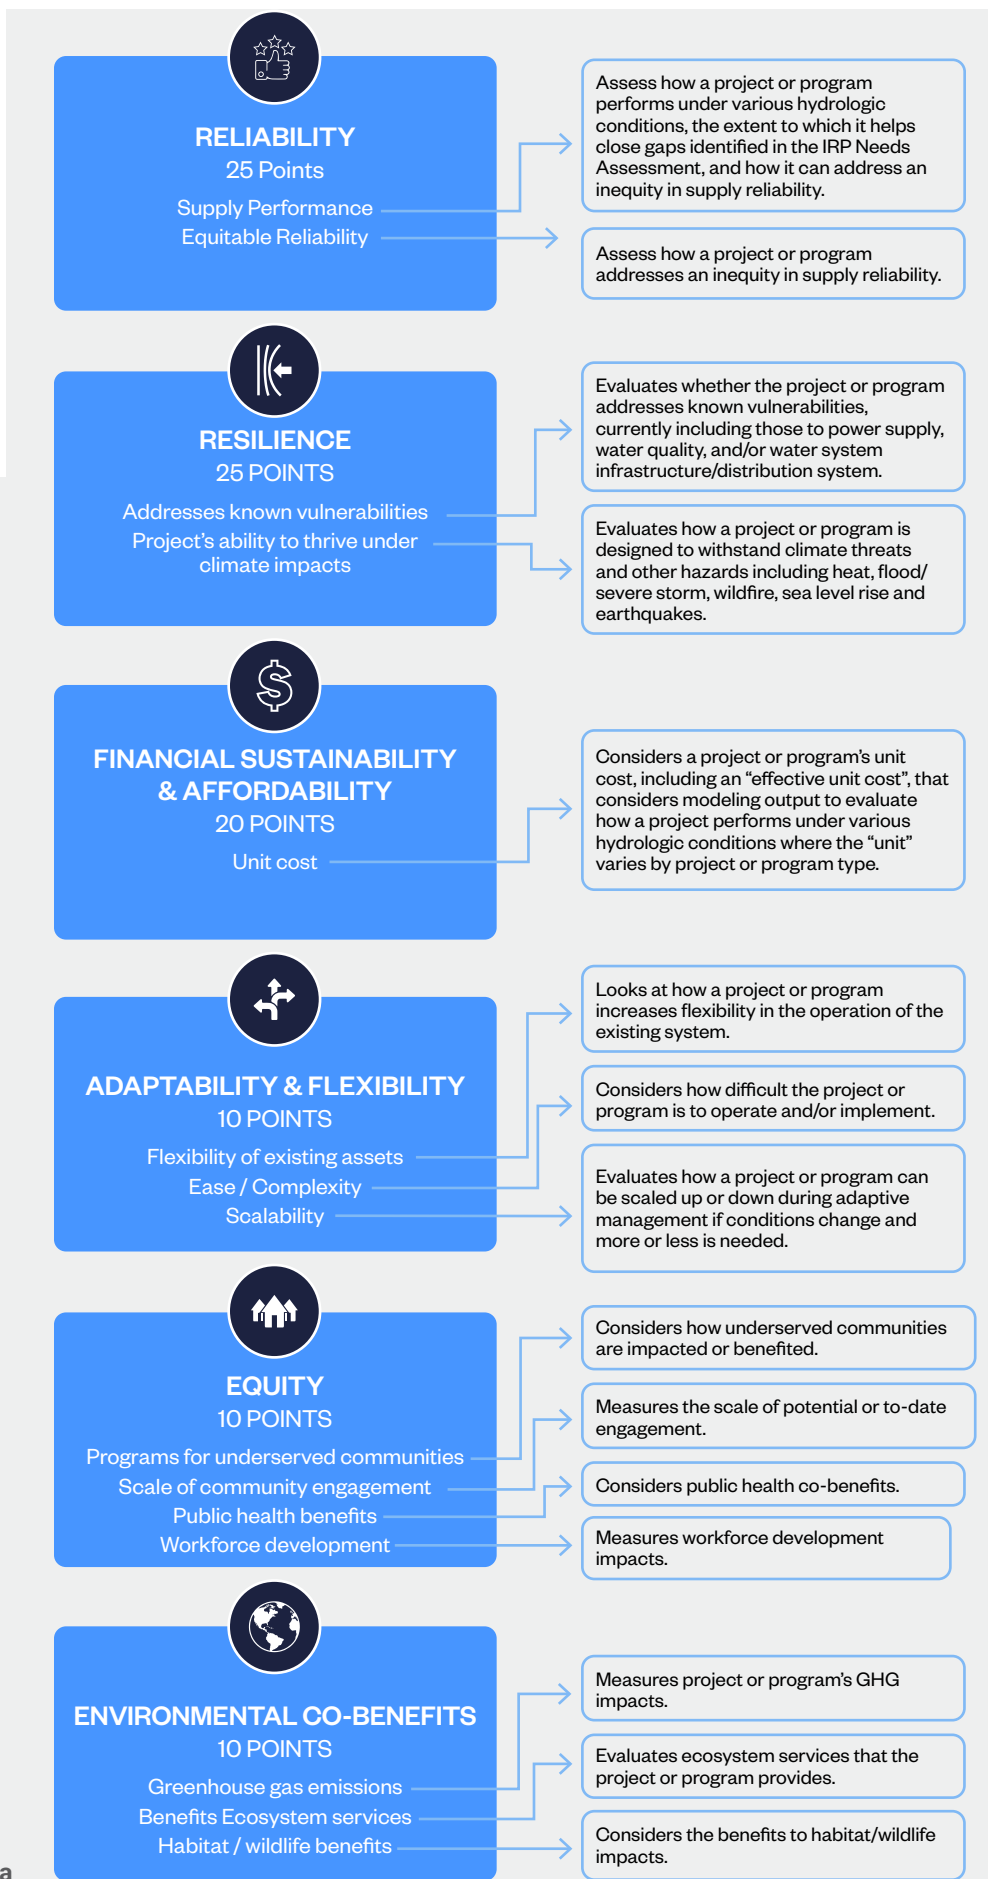 RELIABILITY
25 Points
Supply Performance
Equitable Reliability
Assess how a project or program
performs under various hydrologic
conditions, the extent to which it helps
close gaps identified in the IRP Needs
Assessment, and how it can address an
inequity in supply reliability.
Assess how a project or program
addresses an inequity in supply reliability.
RESILIENCE
25 POINTS
Addresses known vulnerabilities
Project's ability to thrive under
climate impacts
Evaluates whether the project or program
addresses known vulnerabilities,
currently including those to power supply,
water quality, and/or water system
infrastructure/distribution system.
Evaluates how a project or program is
designed to withstand climate threats
and other hazards including heat, flood/
severe storm, wildfire, sea level rise and
earthquakes.
FINANCIAL SUSTAINABILITY
& AFFORDABILITY
20 POINTS
Unit cost
Considers a project or program's unit
cost, including an “effective unit cost”, that
considers modeling output to evaluate
how a project performs under various
hydrologic conditions where the “unit”
varies by project or program type.
ADAPTABILITY & FLEXIBILITY
10 POINTS
Flexibility of existing assets
Ease / Complexity
Scalability
Looks at how a project or program
increases flexibility in the operation of the
existing system.
Considers how difficult the project or
program is to operate and/or implement.
Evaluates how a project or program can
be scaled up or down during adaptive
management if conditions change and
more or less is needed.
EQUITY
10 POINTS
Programs for underserved communities
Scale of community engagement
Public health benefits
Workforce development
Considers how underserved communities
are impacted or benefited.
Measures the scale of potential or to-date
engagement.
Considers public health co-benefits.
Measures workforce development
impacts.
ENVIRONMENTAL CO-BENEFITS
10 POINTS
Greenhouse gas emissions
Benefits Ecosystem services
Habitat / wildlife benefits
Measures project or program's GHG
impacts.
Evaluates ecosystem services that the
project or program provides.
Considers the benefits to habitat/wildlife
impacts.
a